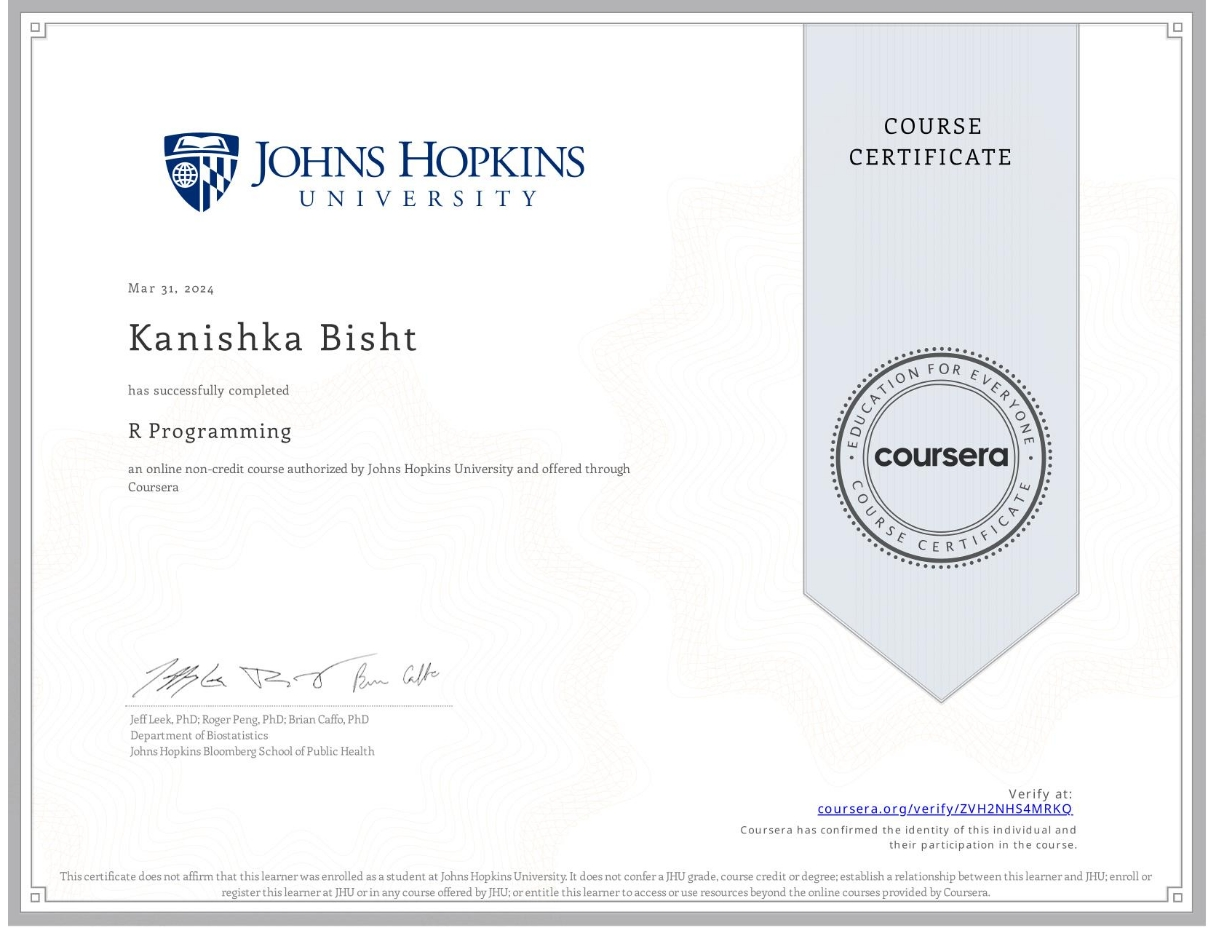 JOHNS HOPKINS
UNIVERSITY
COURSE
CERTIFICATE
Mar 31, 2024
Kanishka Bisht
has successfully completed
R Programming
an online non-credit course authorized by Johns Hopkins University and offered through
Coursera
EDUCATION FOR EVERYONE
coursera
COURSE CERTIFICATE
Jeff Leek, PhD; Roger Peng, PhD; Brian Caffo, PhD
Department of Biostatistics
Johns Hopkins Bloomberg School of Public Health
Verify at:
coursera.org/verify/ZVH2NHS4MRKQ
Coursera has confirmed the identity of this individual and
their participation in the course.
This certificate does not affirm that this learner was enrolled as a student at Johns Hopkins University. It does not confer a JHU grade, course credit or degree; establish a relationship between this learner and JHU; enroll or
register this learner at JHU or in any course offered by JHU; or entitle this learner to access or use resources beyond the online courses provided by Coursera.